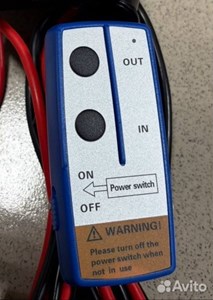 OUT
IN
ON
Power switch
OFF
WARNING!
Please turn off the
power switch when
not in use
Avito